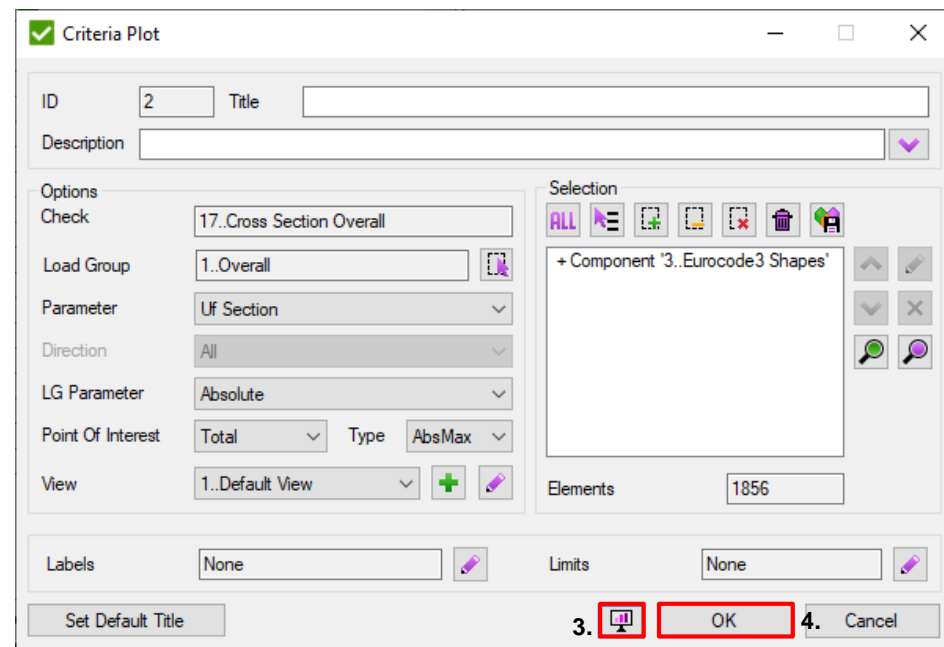 Criteria Plot
ID 2 Title
Description
Options
Check 17..Cross Section Overall
Load Group 1..Overall
Parameter Uf Section
Direction All
LG Parameter Absolute
Point Of Interest Total Type AbsMax
View 1..Default View
Selection
ALL
+ Component '3..Eurocode3 Shapes'
Elements 1856
Labels None Limits None
Set Default Title 3. OK 4. Cancel